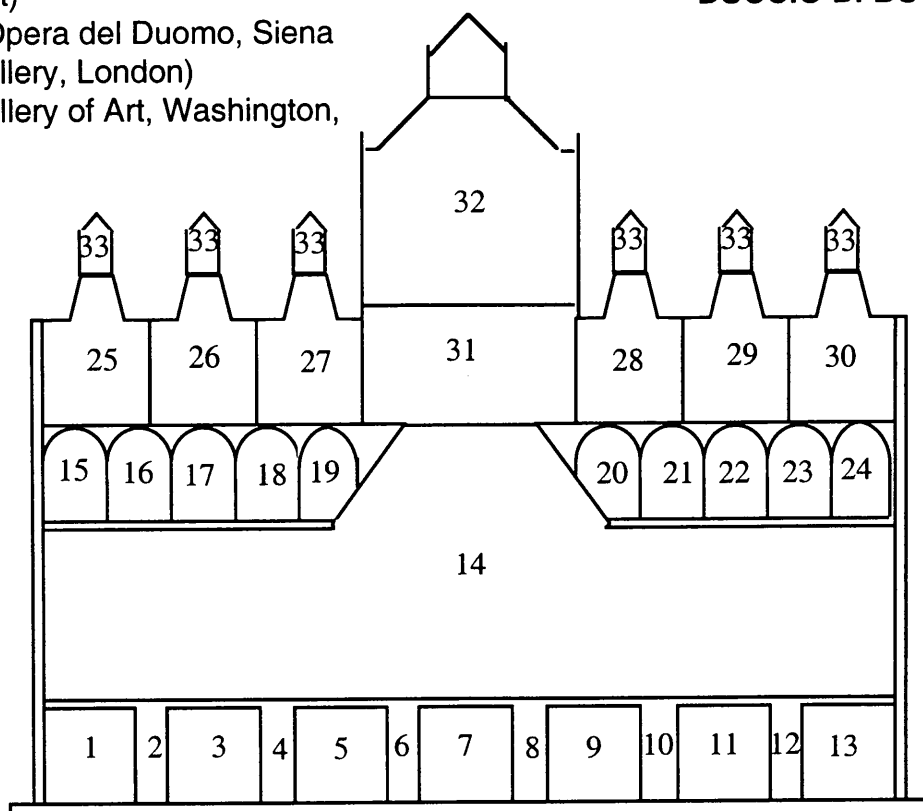 t)
Opera del Duomo, Siena
llery, London)
llery of Art, Washington,
32
33 33 33 33 33 33
25 26 27 31 28 29 30
15 16 17 18 19 20 21 22 23 24
14
1 2 3 4 5 6 7 8 9 10 11 12 13